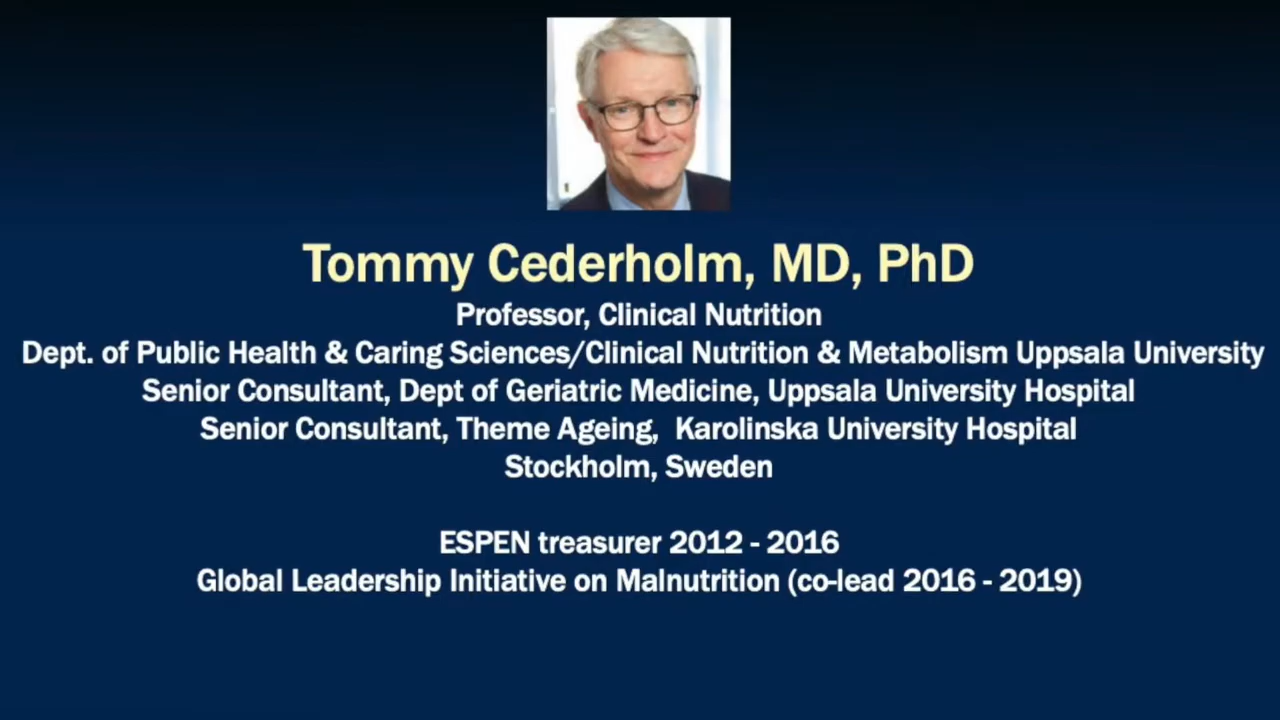 Tommy Cederholm, MD, PhD
Professor, Clinical Nutrition
Dept. of Public Health & Caring Sciences/Clinical Nutrition & Metabolism Uppsala University
Senior Consultant, Dept of Geriatric Medicine, Uppsala University Hospital
Senior Consultant, Theme Ageing, Karolinska University Hospital
Stockholm, Sweden
ESPEN treasurer 2012 - 2016
Global Leadership Initiative on Malnutrition (co-lead 2016 - 2019)